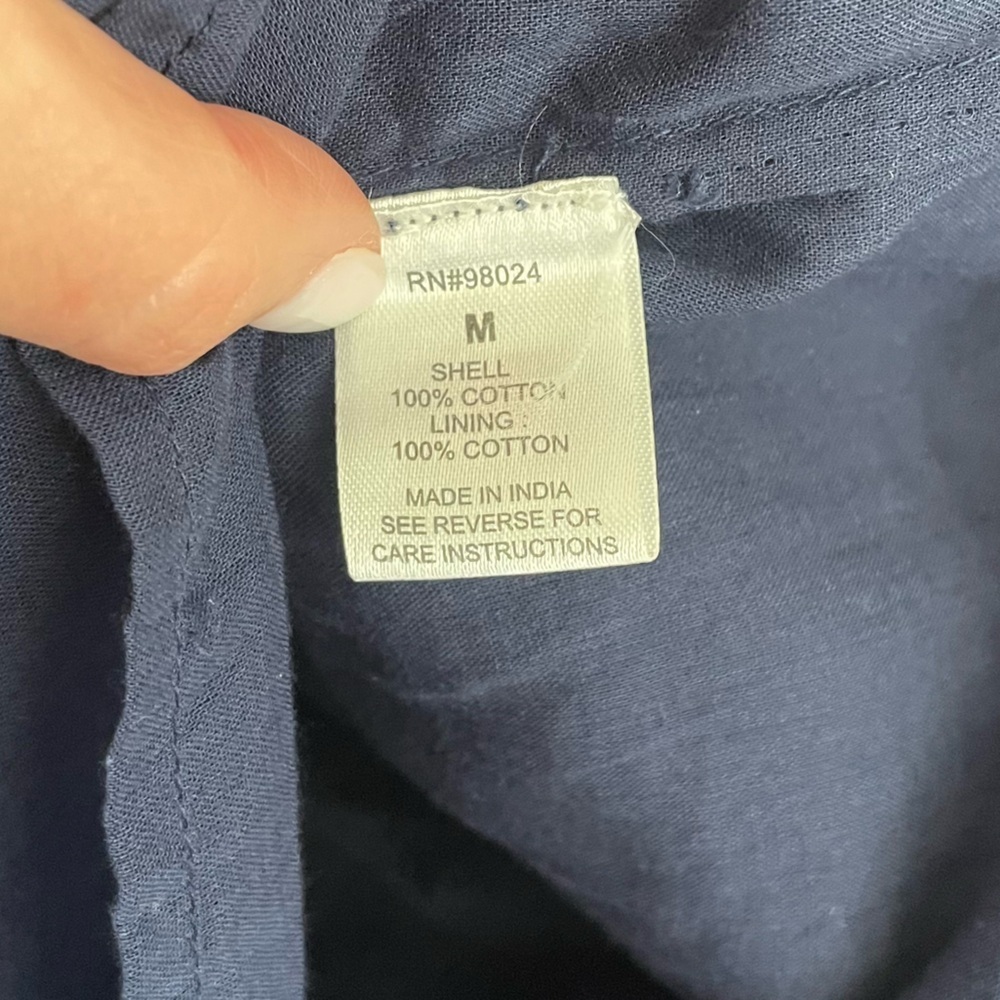 RN#98024
M
SHELL
100% COTTON
LINING :
100% COTTON
MADE IN INDIA
SEE REVERSE FOR
CARE INSTRUCTIONS